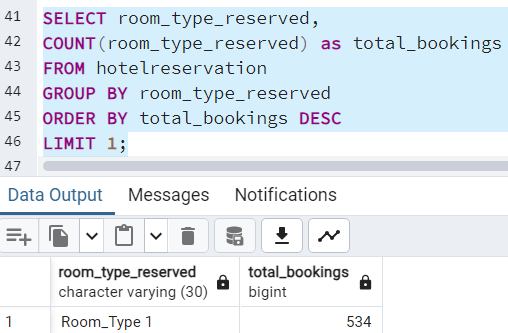 41 SELECT room_type_reserved,
42 COUNT(room_type_reserved) as total_bookings
43 FROM hotelreservation
44 GROUP BY room_type_reserved
45 ORDER BY total_bookings DESC
46 LIMIT 1;
47
Data Output Messages Notifications
room_type_reserved total_bookings
character varying (30) bigint
1 Room_Type 1 534